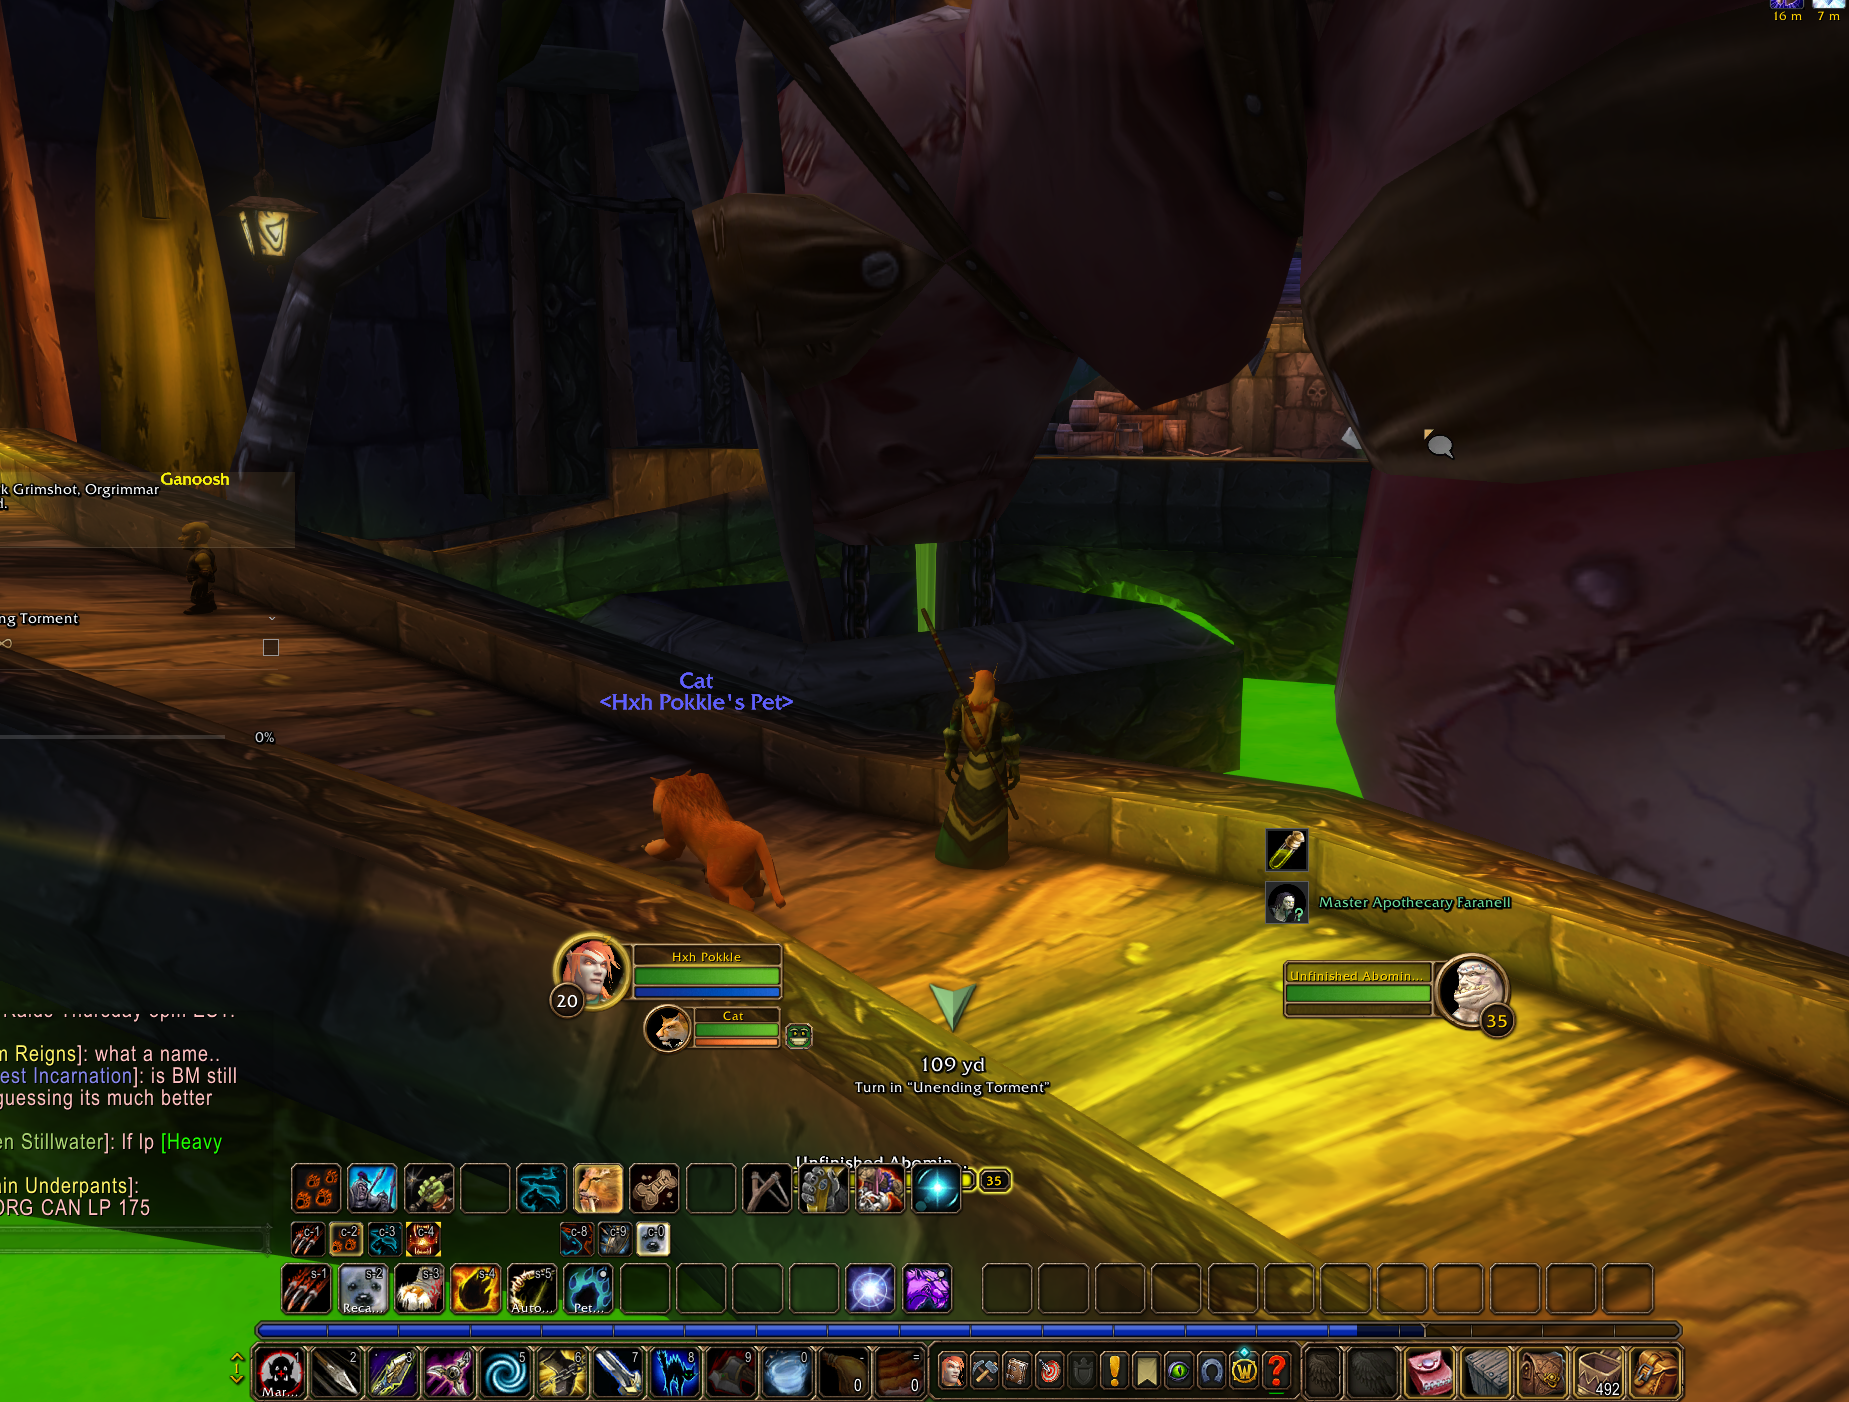 16 m 7 m
Ganoosh
k Grimshot, Orgrimmar
d.
ng Torment
0%
Cat
<Hxh Pokkle's Pet>
Master Apothecary Faranell
Hxh Pokkle
20
Cat
Unfinished Abomin...
35
109 yd
Turn in "Unending Torment"
m Reigns]: what a name..
est Incarnation]: is BM still
guessing its much better
en Stillwater]: If lp [Heavy
ain Underpants]:
ORG CAN LP 175
Unfinished Abomin...
35
c-1 c-2 c-3 c-4 c-8 c-9 c-0
s-1 s-2 s-3 s-4 s-5
Reca... Auto... Pet...
1 2 3 4 5 6 7 8 9 0 - =
Mar... 0 0 492